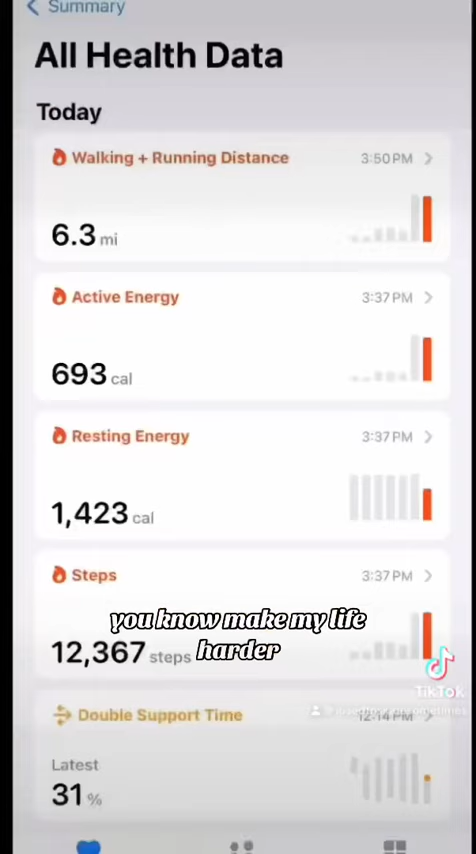 Summary
All Health Data
Today
Walking + Running Distance 3:50 PM
6.3 mi
Active Energy 3:37 PM
693 cal
Resting Energy 3:37 PM
1,423 cal
Steps 3:37 PM
you know make my life
harder
12,367 steps
TikTok
Double Support Time 12:14 PM
Latest
31 %